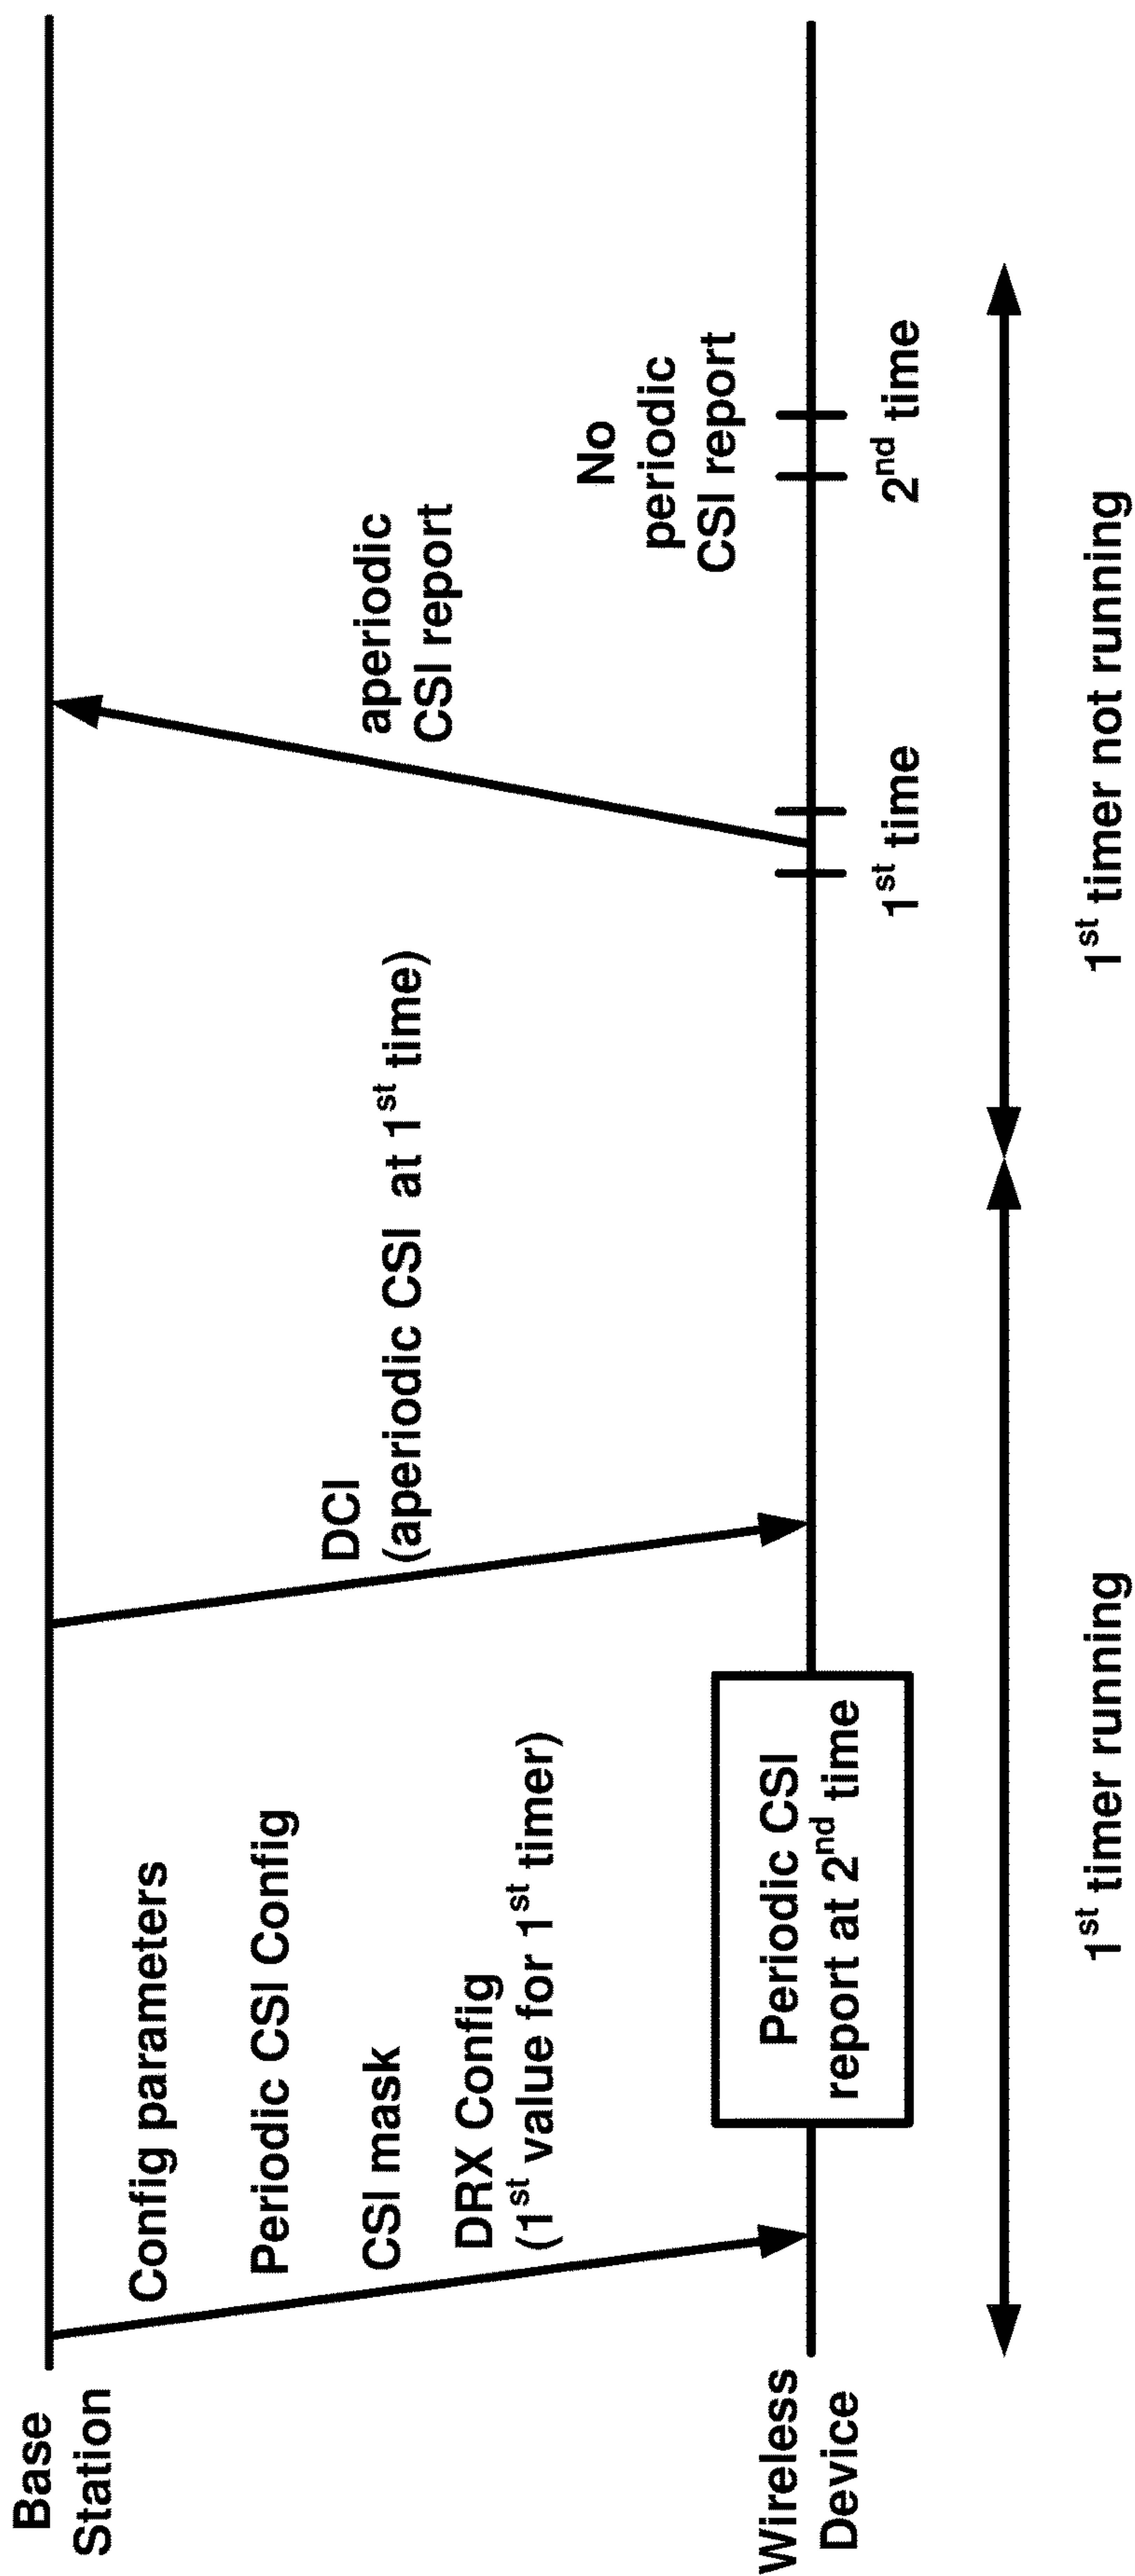 Base
Station
Config parameters
Periodic CSI Config
CSI mask
DRX Config
(1st value for 1st timer)
DCI
(aperiodic CSI at 1st time)
aperiodic
CSI report
No
periodic
CSI report
Wireless
Device
Periodic CSI
report at 2nd time
1st time
2nd time
1st timer running
1st timer not running